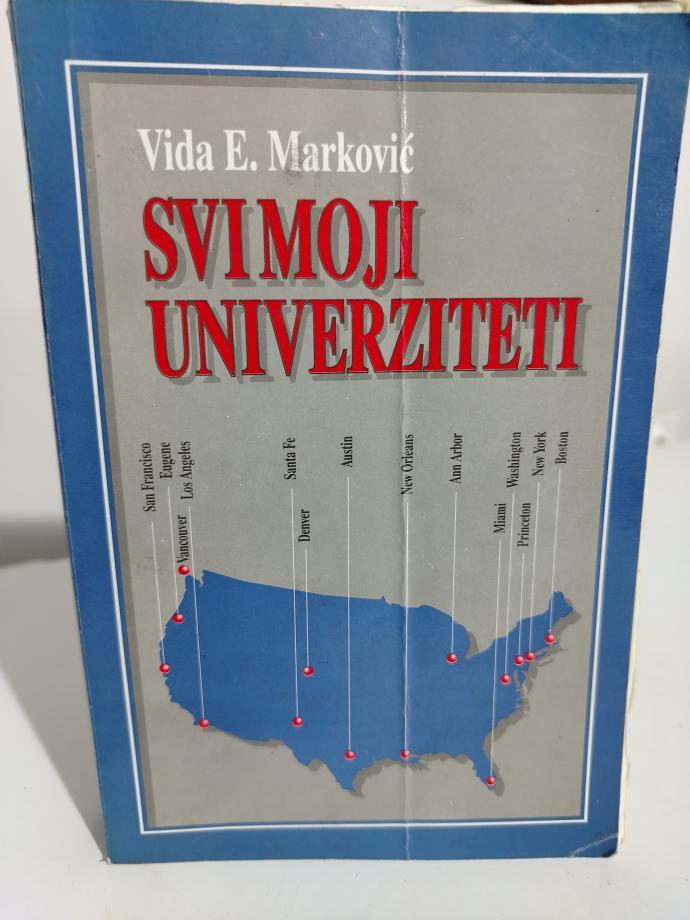 Vida E. Marković
SVI MOJI
UNIVERZITETI
San Francisco
Eugene
Vancouver
Los Angeles
Santa Fe
Denver
Austin
New Orleans
Ann Arbor
Miami
Washington
Princeton
New York
Boston